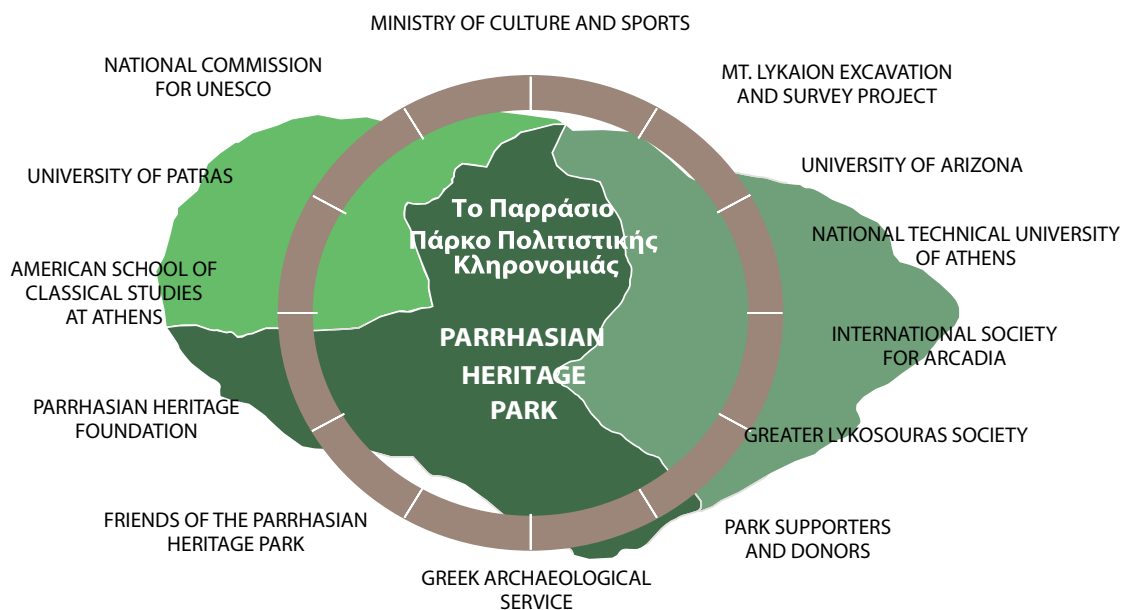 MINISTRY OF CULTURE AND SPORTS
NATIONAL COMMISSION
FOR UNESCO
MT. LYKAION EXCAVATION
AND SURVEY PROJECT
UNIVERSITY OF PATRAS
UNIVERSITY OF ARIZONA
Το Παρράσιο
Πάρκο Πολιτιστικής
Κληρονομιάς
NATIONAL TECHNICAL UNIVERSITY
OF ATHENS
AMERICAN SCHOOL OF
CLASSICAL STUDIES
AT ATHENS
PARRHASIAN
HERITAGE
PARK
INTERNATIONAL SOCIETY
FOR ARCADIA
PARRHASIAN HERITAGE
FOUNDATION
GREATER LYKOSOURAS SOCIETY
FRIENDS OF THE PARRHASIAN
HERITAGE PARK
PARK SUPPORTERS
AND DONORS
GREEK ARCHAEOLOGICAL
SERVICE